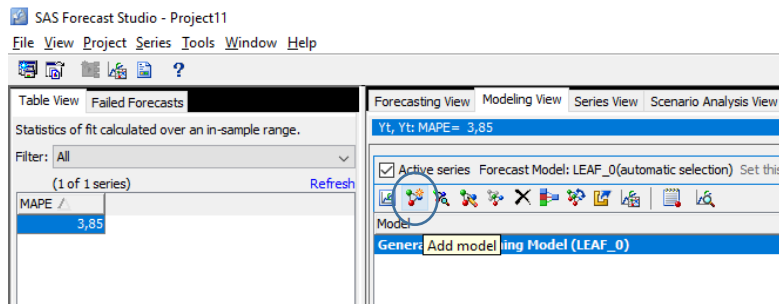 SAS Forecast Studio - Project11
File View Project Series Tools Window Help
?
Table View Failed Forecasts
Statistics of fit calculated over an in-sample range.
Filter: All
(1 of 1 series) Refresh
MAPE
3,85
Forecasting View Modeling View Series View Scenario Analysis View
Yt, Yt: MAPE= 3,85
Active series Forecast Model: LEAF_0(automatic selection) Set this
Model
Add model
Genera ing Model (LEAF_0)